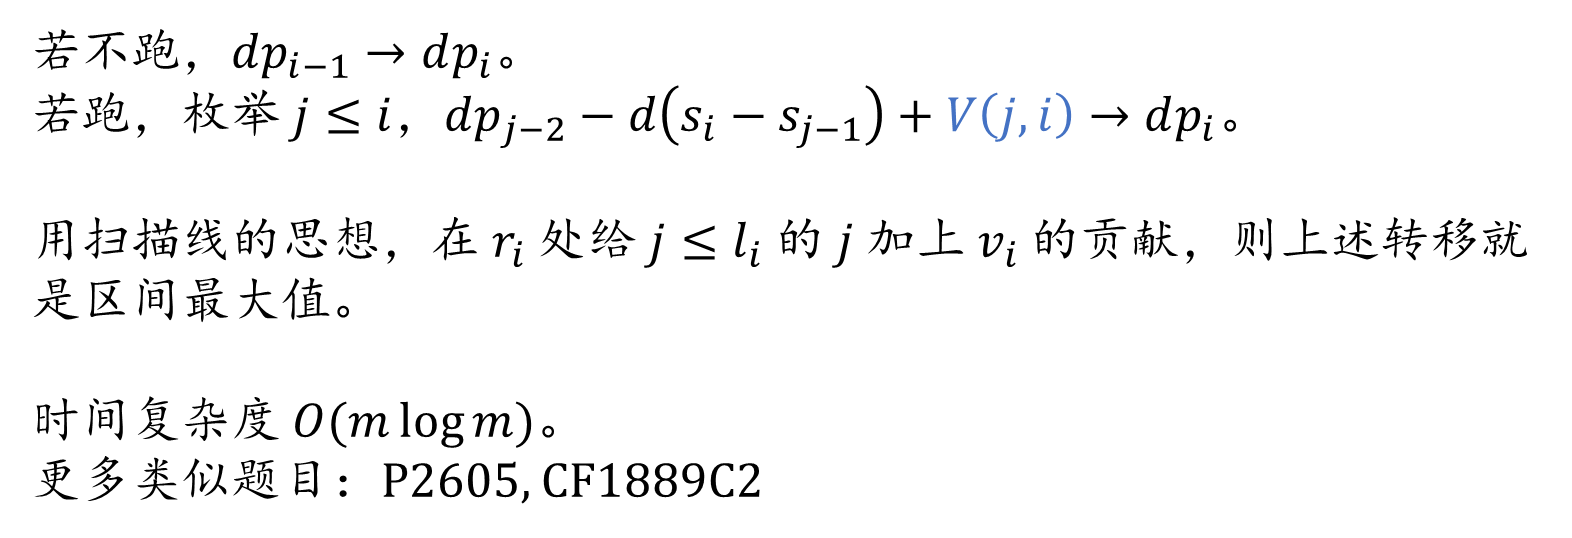 若不跑，dp_{i−1} → dp_i。
若跑，枚举 j ≤ i，dp_{j−2} − d(s_i − s_{j−1}) + V(j, i) → dp_i。
用扫描线的思想，在 r_i 处给 j ≤ l_i 的 j 加上 v_i 的贡献，则上述转移就
是区间最大值。
时间复杂度 O(m log m)。
更多类似题目：P2605, CF1889C2